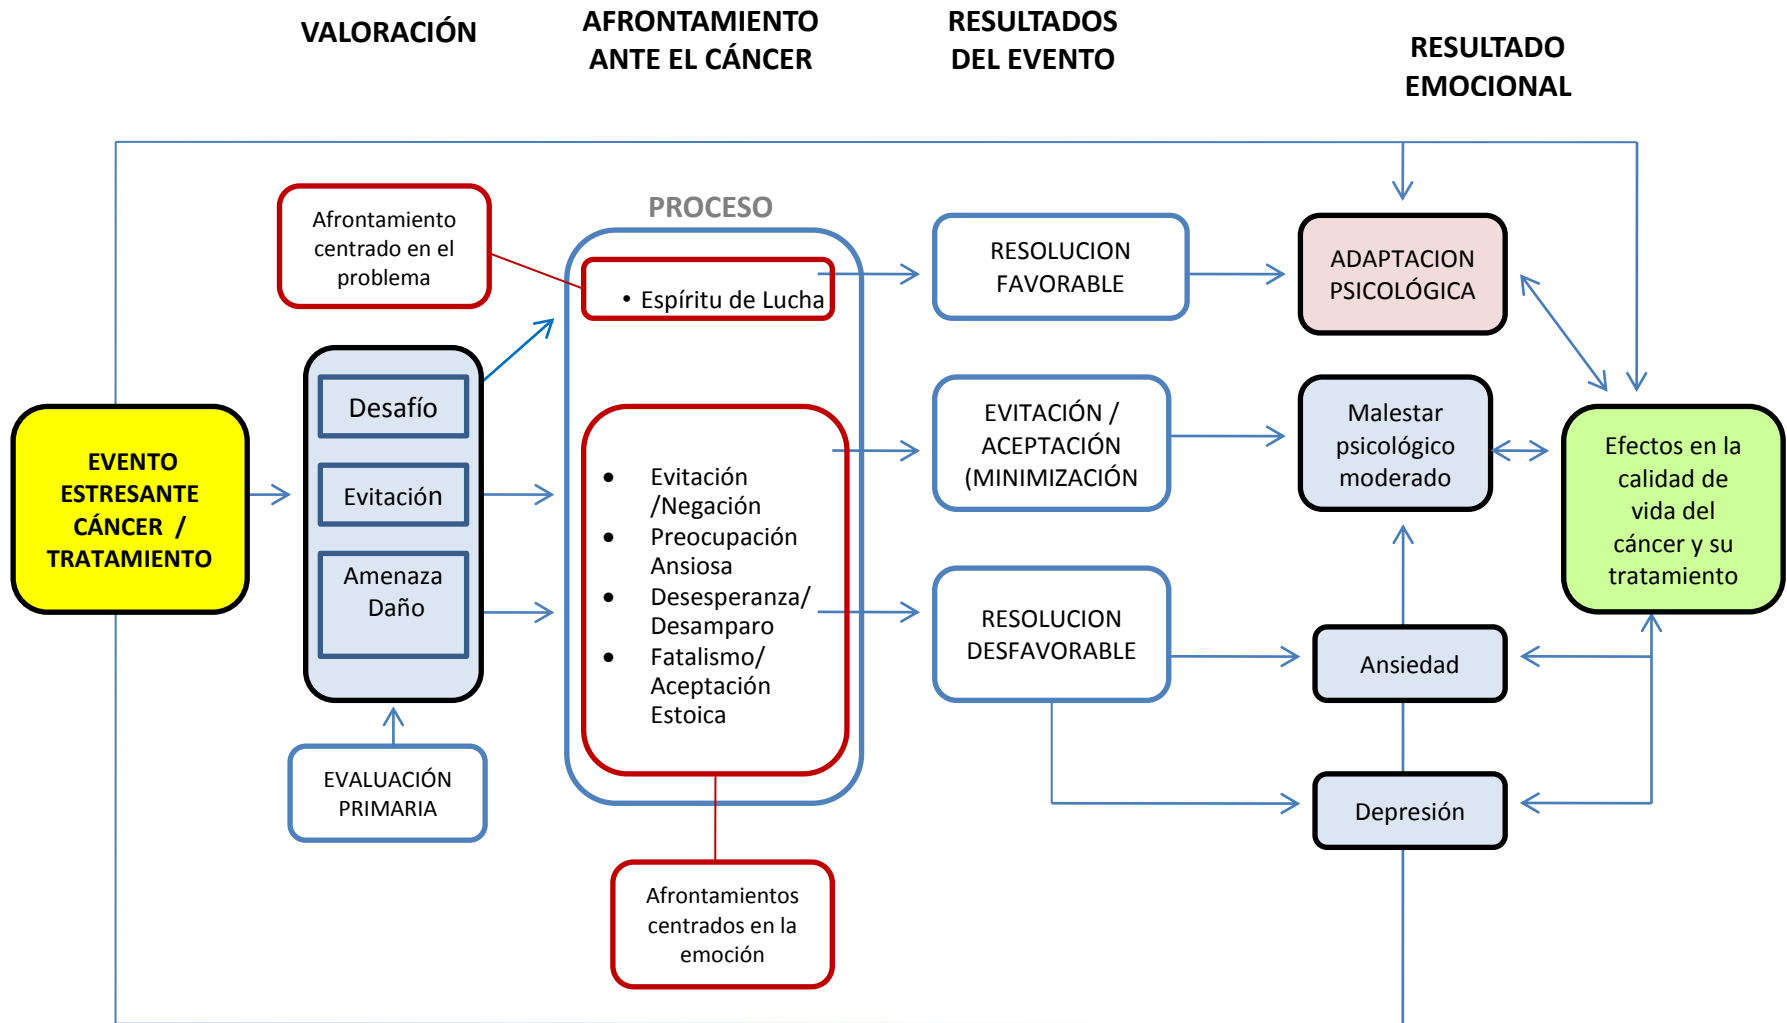 VALORACIÓN
AFRONTAMIENTO
ANTE EL CÁNCER
RESULTADOS
DEL EVENTO
RESULTADO
EMOCIONAL
Afrontamiento
centrado en el
problema
PROCESO
• Espíritu de Lucha
RESOLUCION
FAVORABLE
ADAPTACION
PSICOLÓGICA
EVENTO
ESTRESANTE
CÁNCER /
TRATAMIENTO
Desafío
Evitación
Amenaza
Daño
• Evitación
/Negación
• Preocupación
Ansiosa
• Desesperanza/
Desamparo
• Fatalismo/
Aceptación
Estoica
EVITACIÓN /
ACEPTACIÓN
(MINIMIZACIÓN
Malestar
psicológico
moderado
Efectos en la
calidad de
vida del
cáncer y su
tratamiento
RESOLUCION
DESFAVORABLE
Ansiedad
EVALUACIÓN
PRIMARIA
Depresión
Afrontamientos
centrados en la
emoción